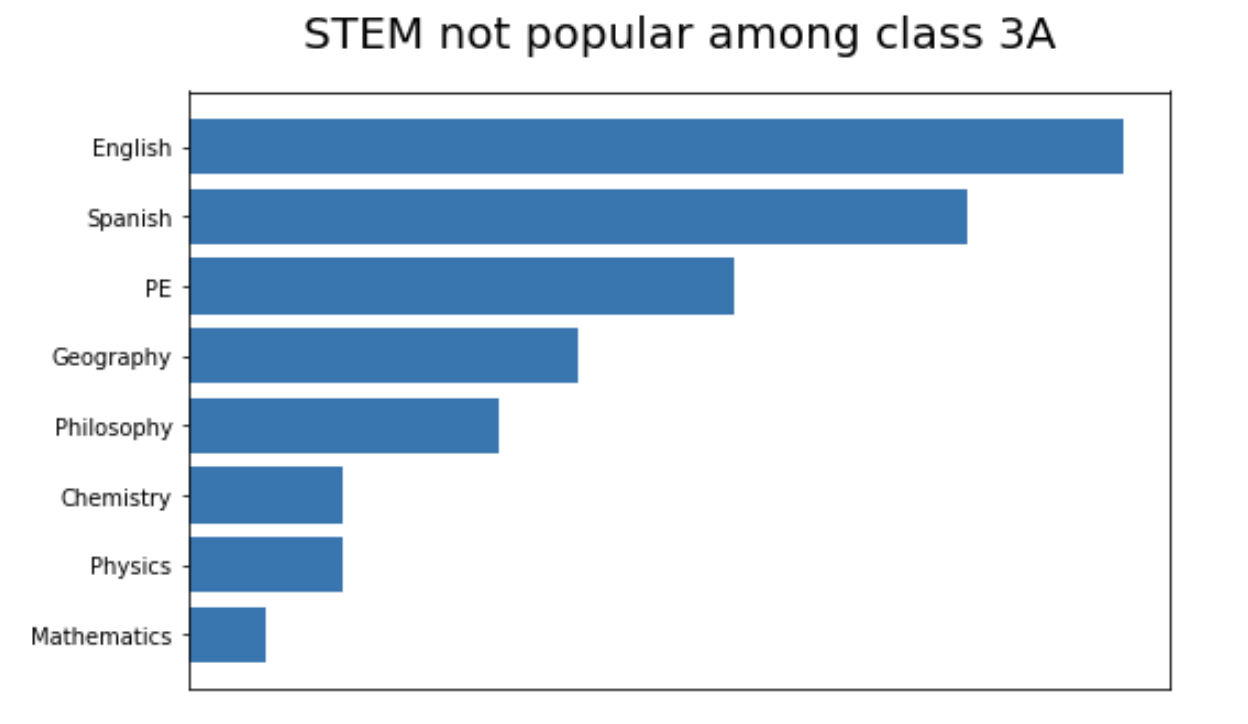 STEM not popular among class 3A
English
Spanish
PE
Geography
Philosophy
Chemistry
Physics
Mathematics